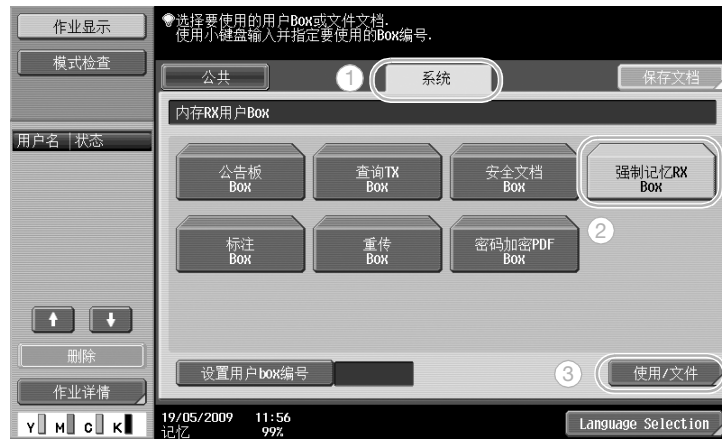 作业显示
模式检查
选择要使用的用户Box或文件文档.
使用小键盘输入并指定要使用的Box编号.
公共
1
系统
保存文档
内存RX用户Box
用户名 状态
公告板
Box
查询TX
Box
安全文档
Box
强制记忆RX
Box
2
标注
Box
重传
Box
密码加密PDF
Box
删除
作业详情
设置用户box编号
3
使用/文件
Y M C K
19/05/2009 11:56
记忆 99%
Language Selection